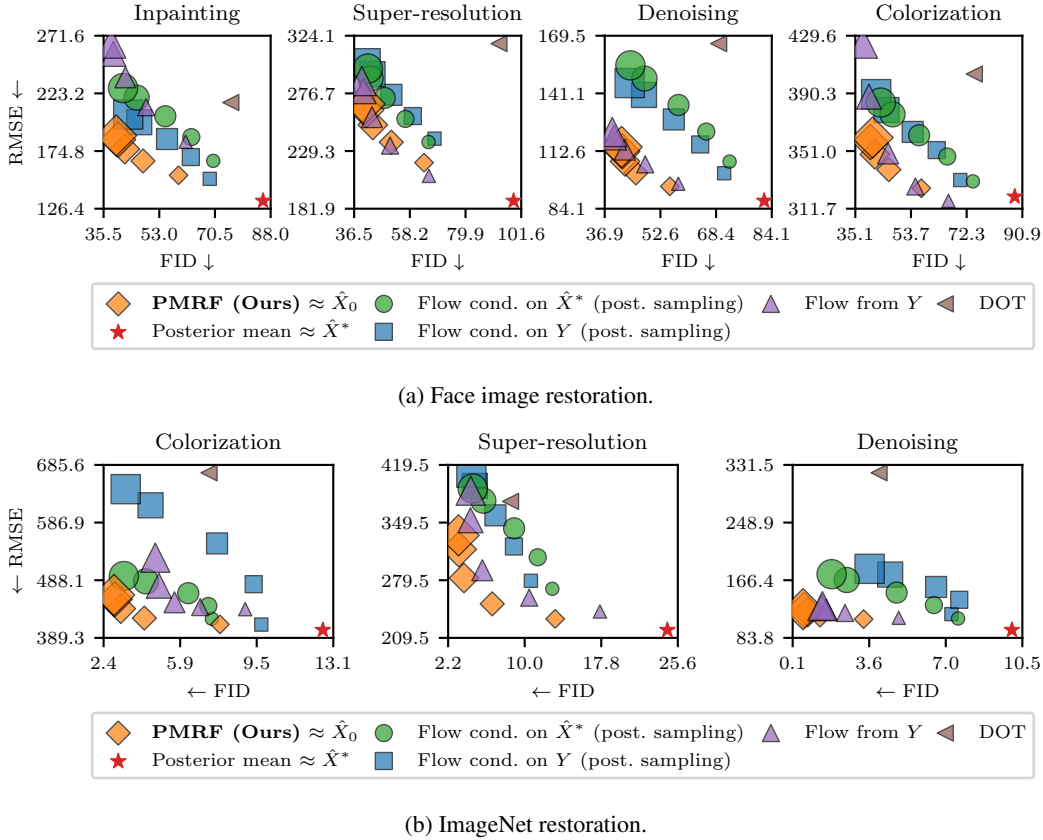 Inpainting Super-resolution Denoising Colorization
RMSE ←
271.6
223.2
174.8
126.4
35.5 53.0 70.5 88.0
FID ↓
324.1
276.7
229.3
181.9
36.5 58.2 79.9 101.6
FID ↓
169.5
141.1
112.6
84.1
36.9 52.6 68.4 84.1
FID ↓
429.6
390.3
351.0
311.7
35.1 53.7 72.3 90.9
FID ↓
PMRF (Ours) ≈ X̂₀ Flow cond. on X̂* (post. sampling) Flow from Y DOT
Posterior mean ≈ X̂* Flow cond. on Y (post. sampling)
(a) Face image restoration.
Colorization Super-resolution Denoising
← RMSE
685.6
586.9
488.1
389.3
2.4 5.9 9.5 13.1
← FID
419.5
349.5
279.5
209.5
2.2 10.0 17.8 25.6
← FID
331.5
248.9
166.4
83.8
0.1 3.6 7.0 10.5
← FID
PMRF (Ours) ≈ X̂₀ Flow cond. on X̂* (post. sampling) Flow from Y DOT
Posterior mean ≈ X̂* Flow cond. on Y (post. sampling)
(b) ImageNet restoration.